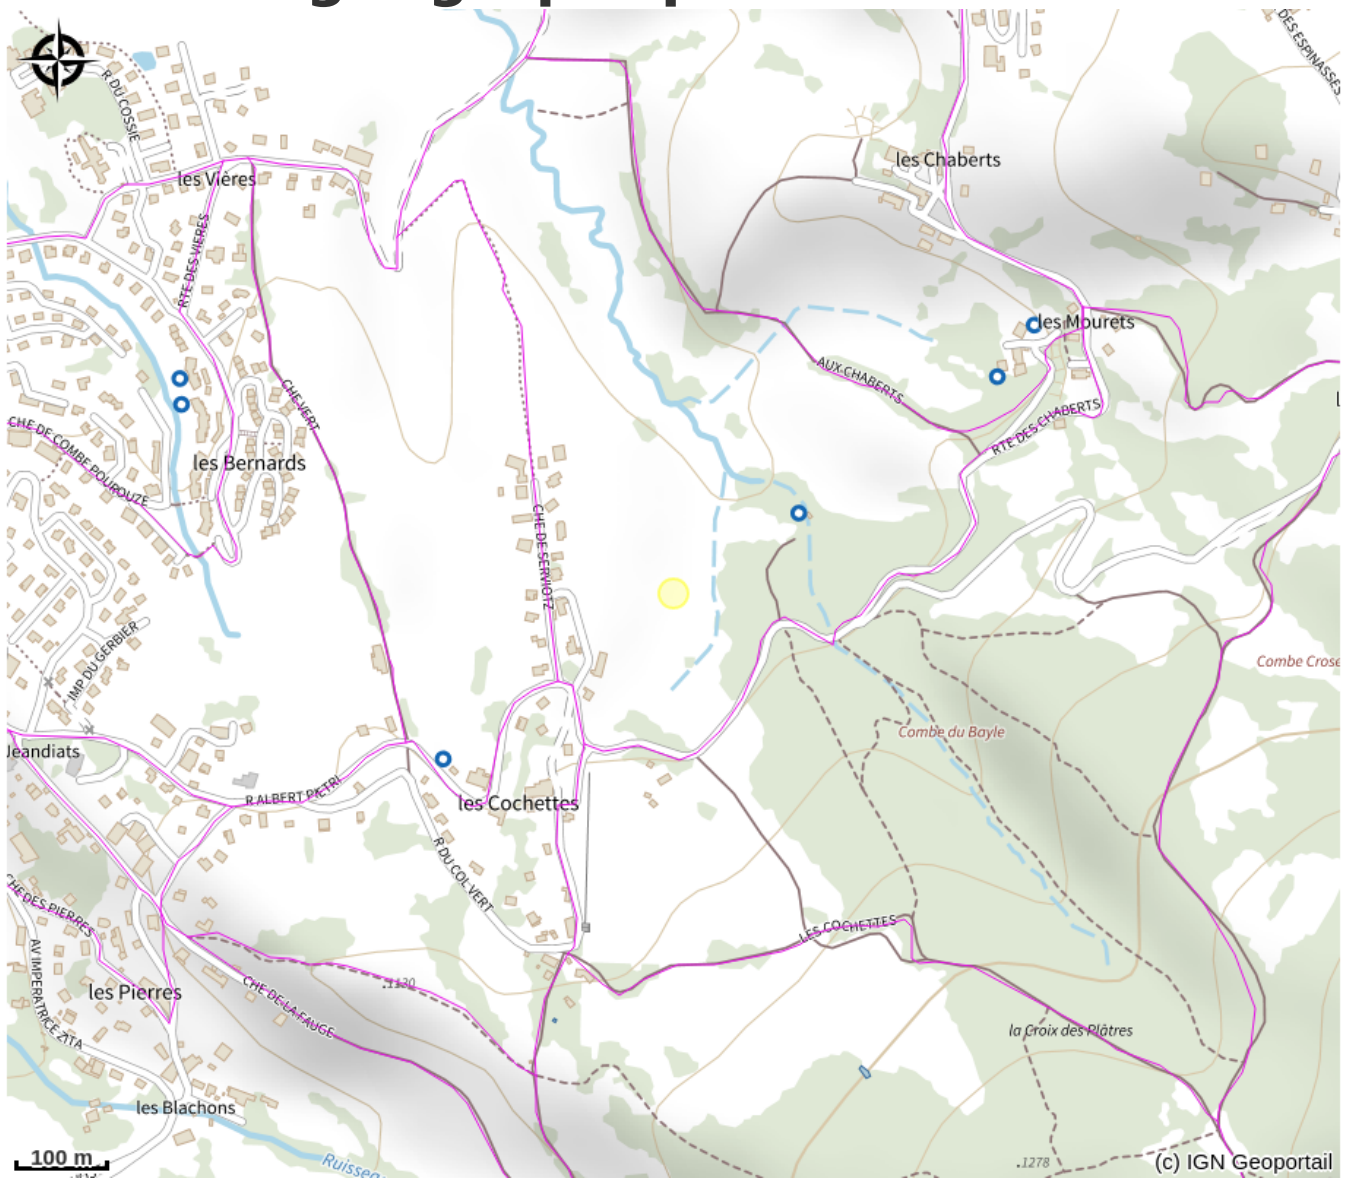 DES ESPINASSES
R DU COSSIE
les Chaberts
les Vières
RTE DES VIERES
les Mourets
AUX CHABERTS
CHE VERT
RTE DES CHABERTS
CHE DE COMBE POUROUZE
les Bernards
CHE DE SERVIOTZ
IMP DU GERBIER
Combe Crose
Combe du Bayle
Jeandiats
R ALBERT PIETRI
les Cochettes
R DU COL VERT
CHE DES PIERRES
LES COCHETTES
AV IMPERATRICE ZITA
les Pierres
CHE DE LA FAUGE
.1130
la Croix des Plâtres
les Blachons
100 m
Ruissea
.1278
(c) IGN Geoportail